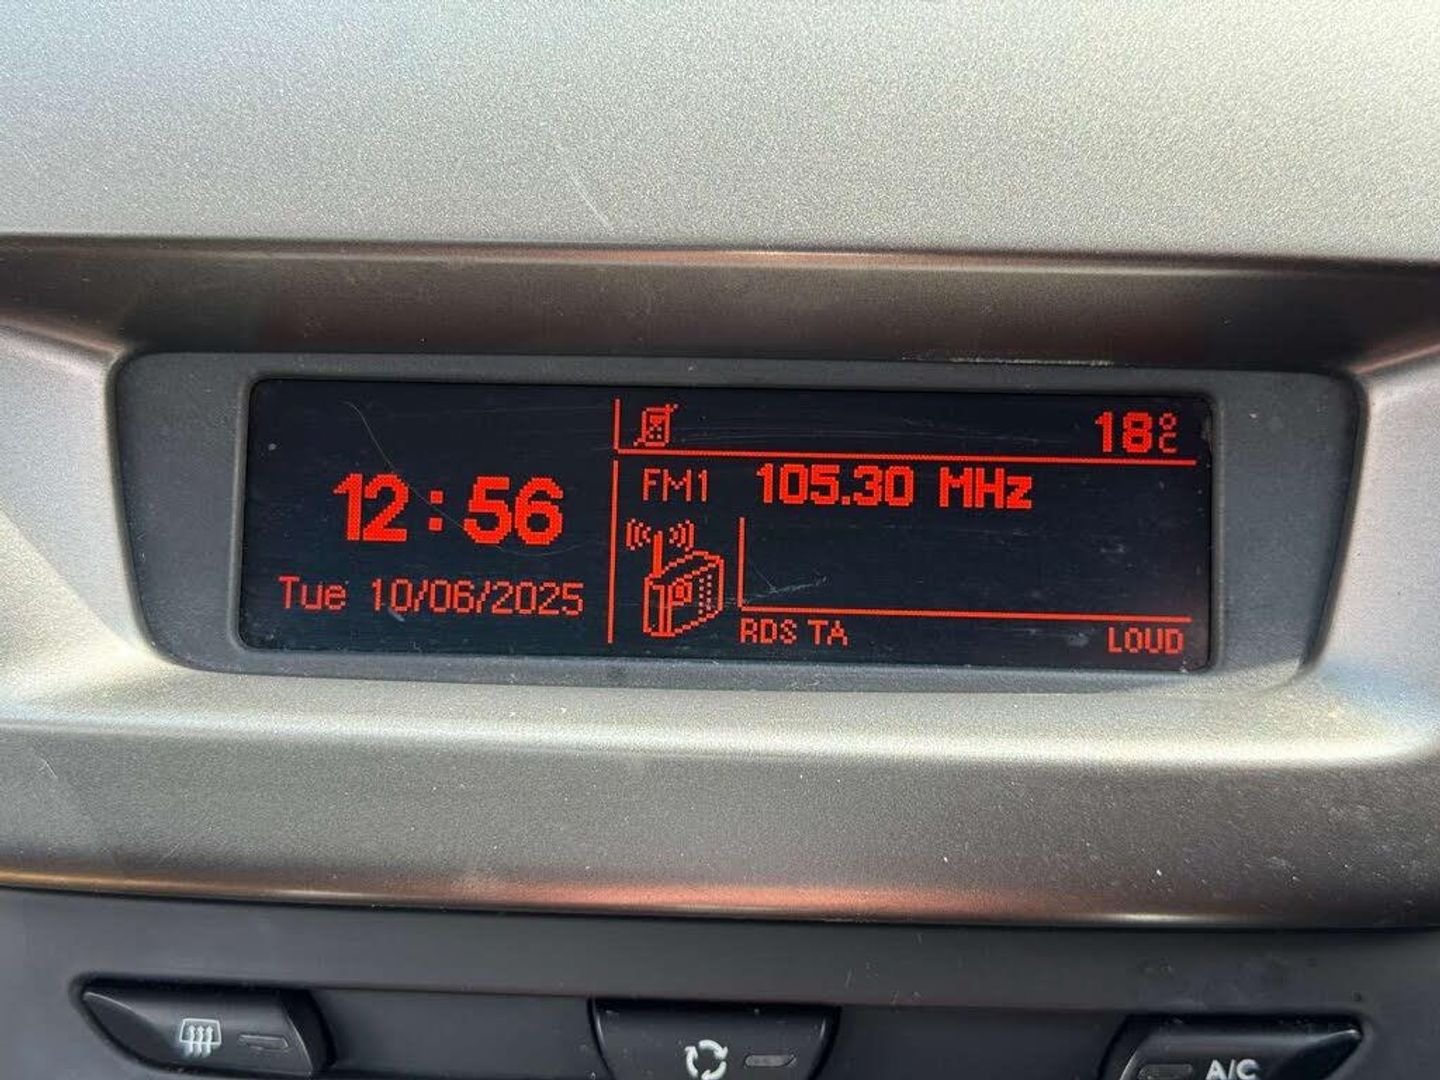 12:56
Tue 10/06/2025
18°C
FM1 105.30 MHz
RDS TA
LOUD
A/C